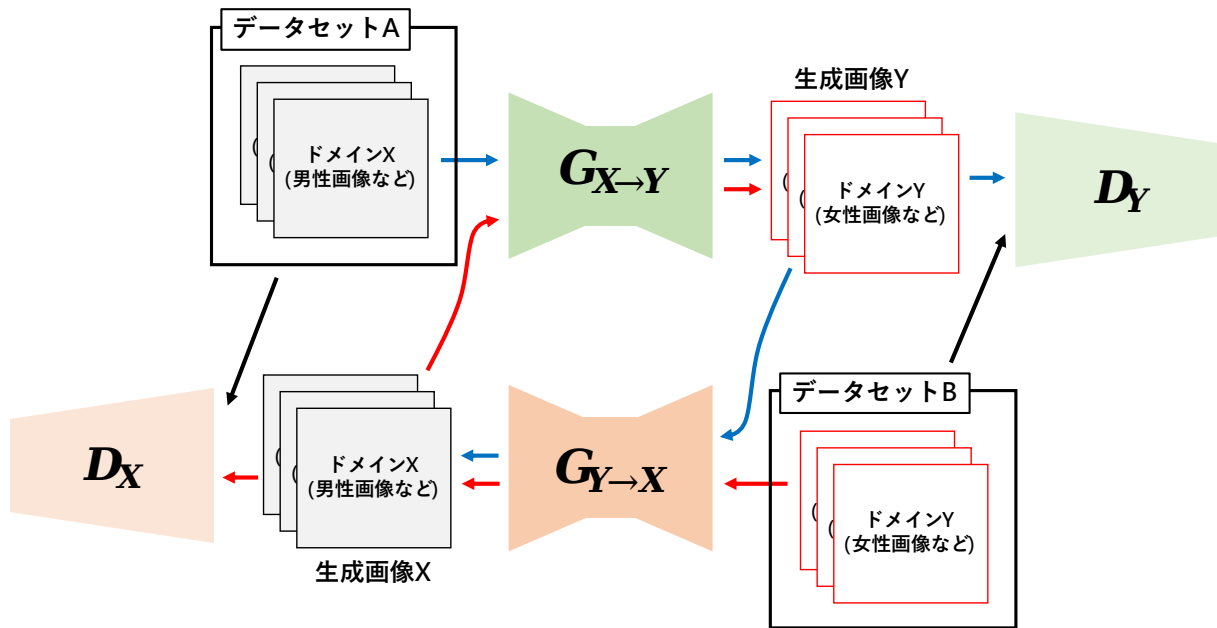 データセットA
ドメインX
(男性画像など)
(
(
G X→Y
生成画像Y
ドメインY
(女性画像など)
(
(
D Y
D X
ドメインX
(男性画像など)
(
(
生成画像X
G Y→X
データセットB
ドメインY
(女性画像など)
(
(